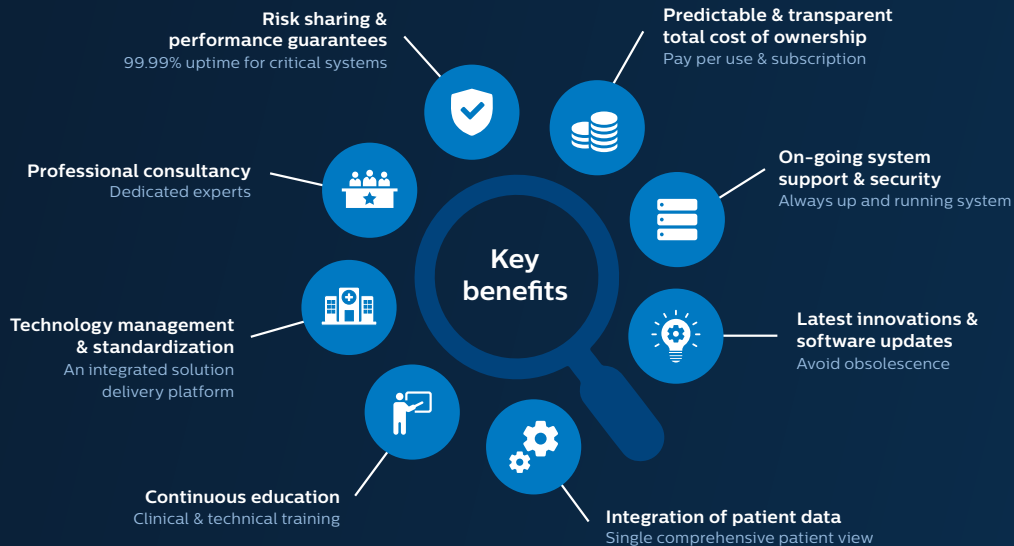 Risk sharing &
performance guarantees
99.99% uptime for critical systems
Predictable & transparent
total cost of ownership
Pay per use & subscription
Professional consultancy
Dedicated experts
On-going system
support & security
Always up and running system
Key
benefits
Technology management
& standardization
An integrated solution
delivery platform
Latest innovations &
software updates
Avoid obsolescence
Continuous education
Clinical & technical training
Integration of patient data
Single comprehensive patient view